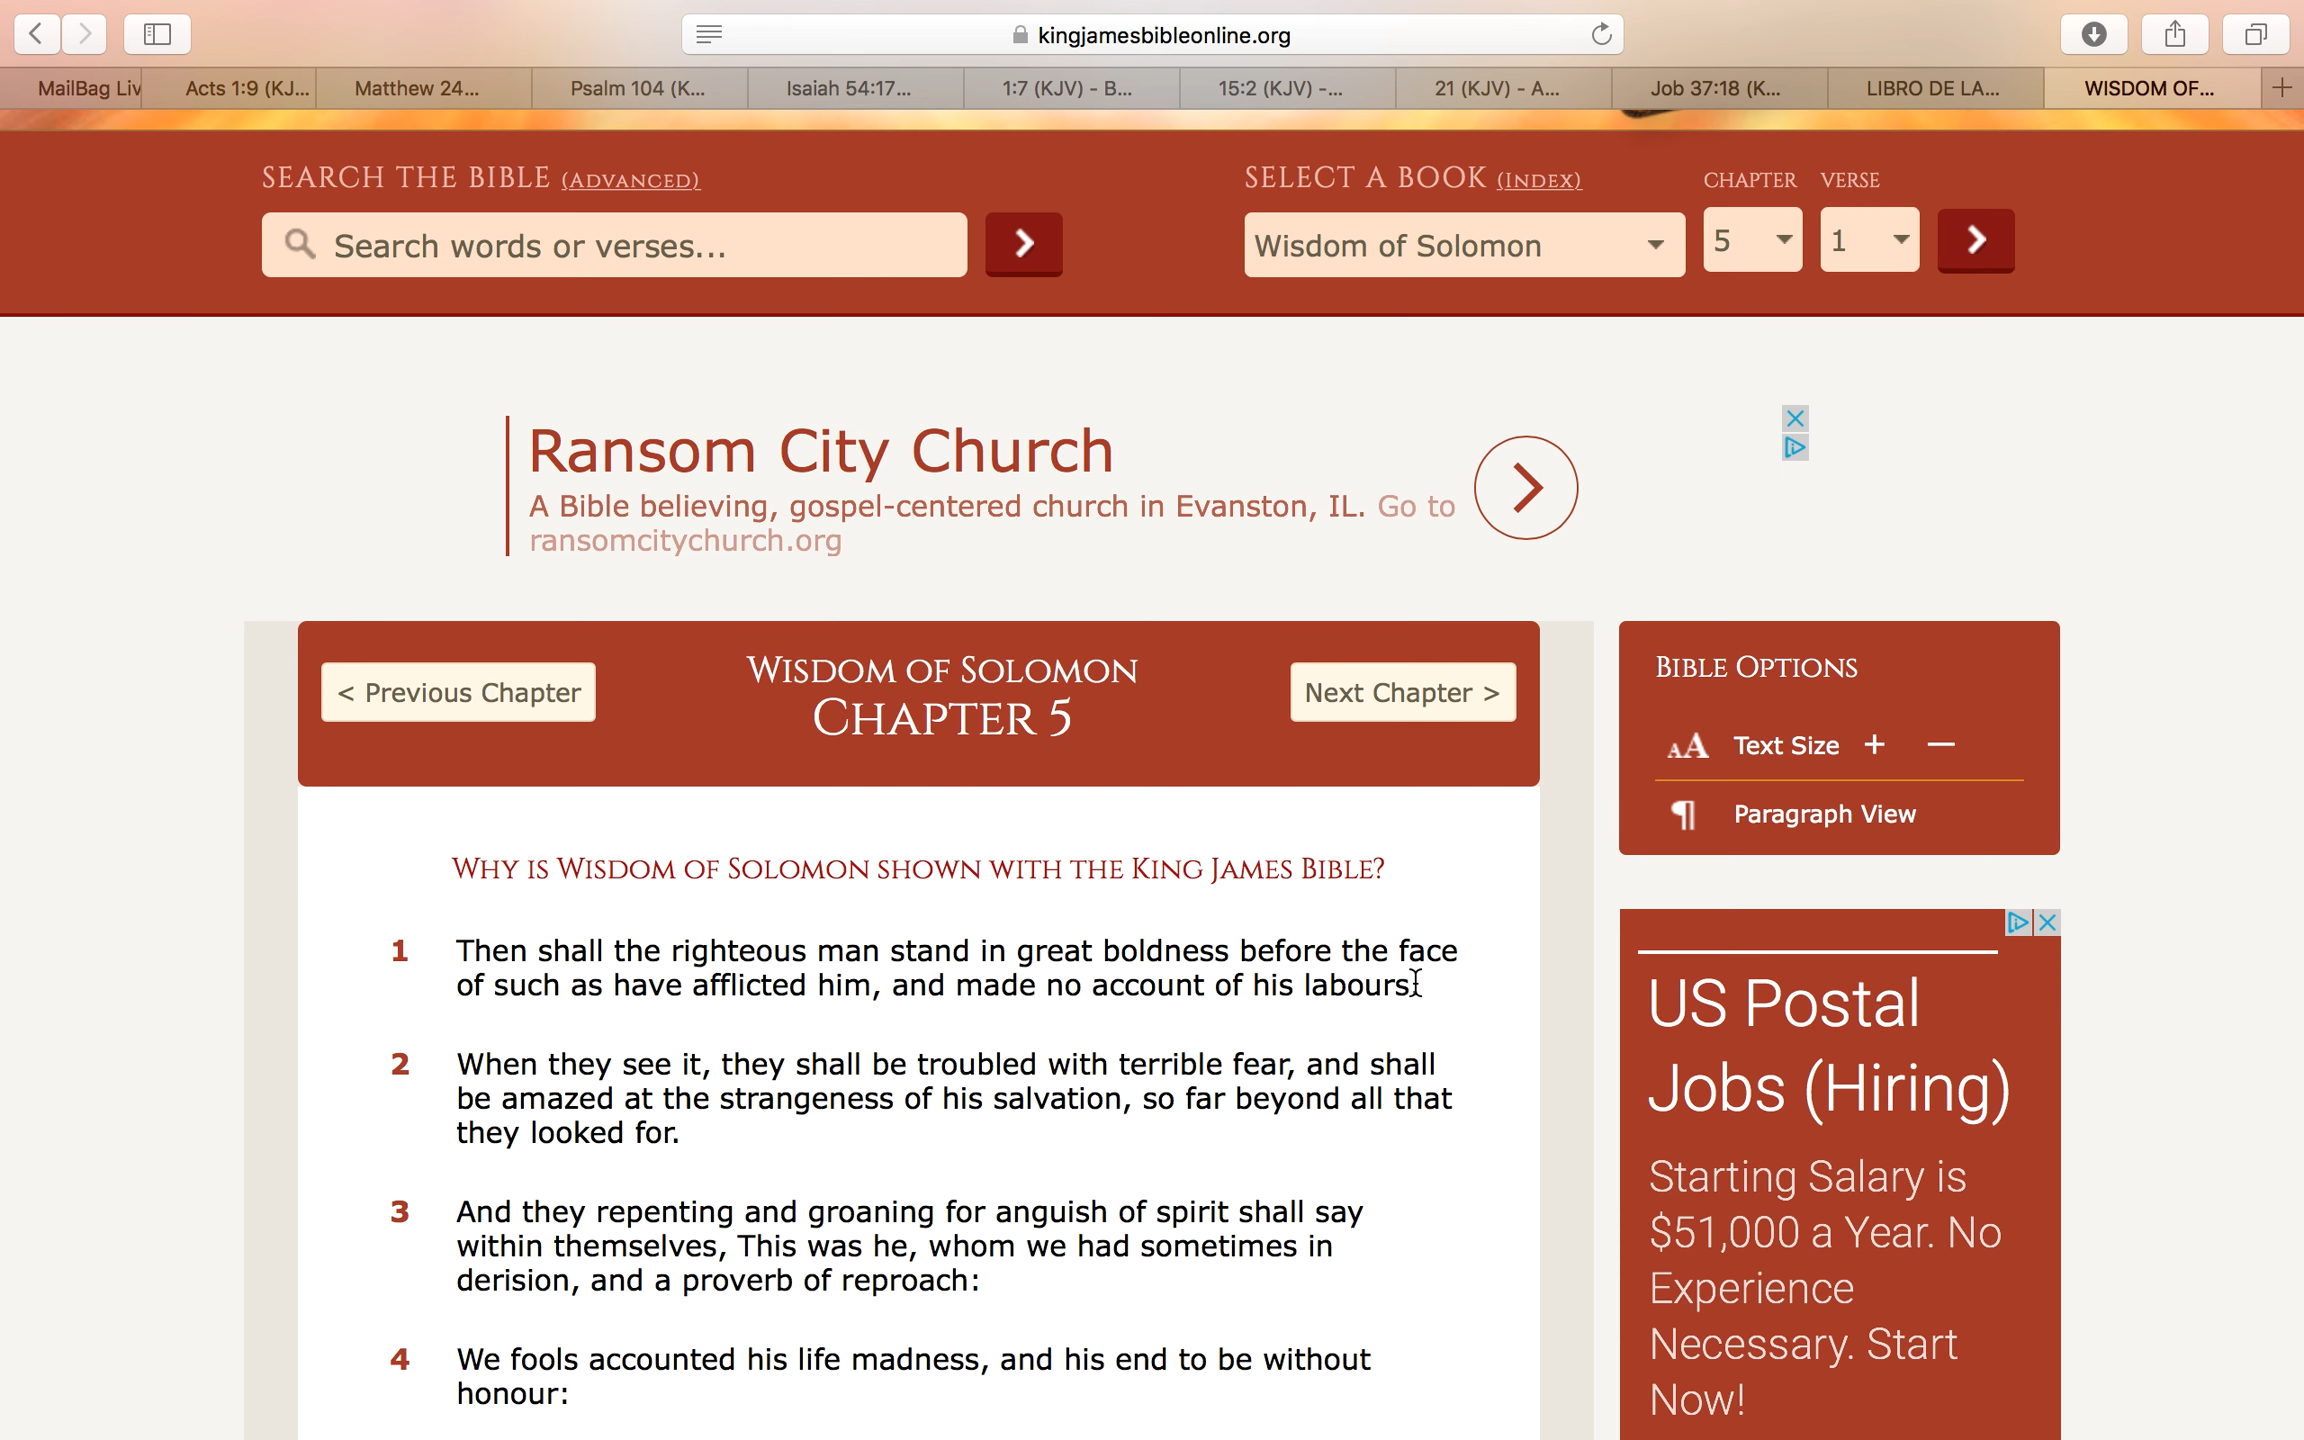 kingjamesbibleonline.org
MailBag Liv
Acts 1:9 (KJ...
Matthew 24...
Psalm 104 (K...
Isaiah 54:17...
1:7 (KJV) - B...
15:2 (KJV) -...
21 (KJV) - A...
Job 37:18 (K...
LIBRO DE LA...
WISDOM OF...
SEARCH THE BIBLE (ADVANCED)
Search words or verses...
SELECT A BOOK (INDEX)
CHAPTER
VERSE
Wisdom of Solomon
5
1
Ransom City Church
A Bible believing, gospel-centered church in Evanston, IL. Go to
ransomcitychurch.org
< Previous Chapter
WISDOM OF SOLOMON
CHAPTER 5
Next Chapter >
WHY IS WISDOM OF SOLOMON SHOWN WITH THE KING JAMES BIBLE?
1 Then shall the righteous man stand in great boldness before the face
of such as have afflicted him, and made no account of his labours.
2 When they see it, they shall be troubled with terrible fear, and shall
be amazed at the strangeness of his salvation, so far beyond all that
they looked for.
3 And they repenting and groaning for anguish of spirit shall say
within themselves, This was he, whom we had sometimes in
derision, and a proverb of reproach:
4 We fools accounted his life madness, and his end to be without
honour:
BIBLE OPTIONS
AA Text Size + −
¶ Paragraph View
US Postal
Jobs (Hiring)
Starting Salary is
$51,000 a Year. No
Experience
Necessary. Start
Now!